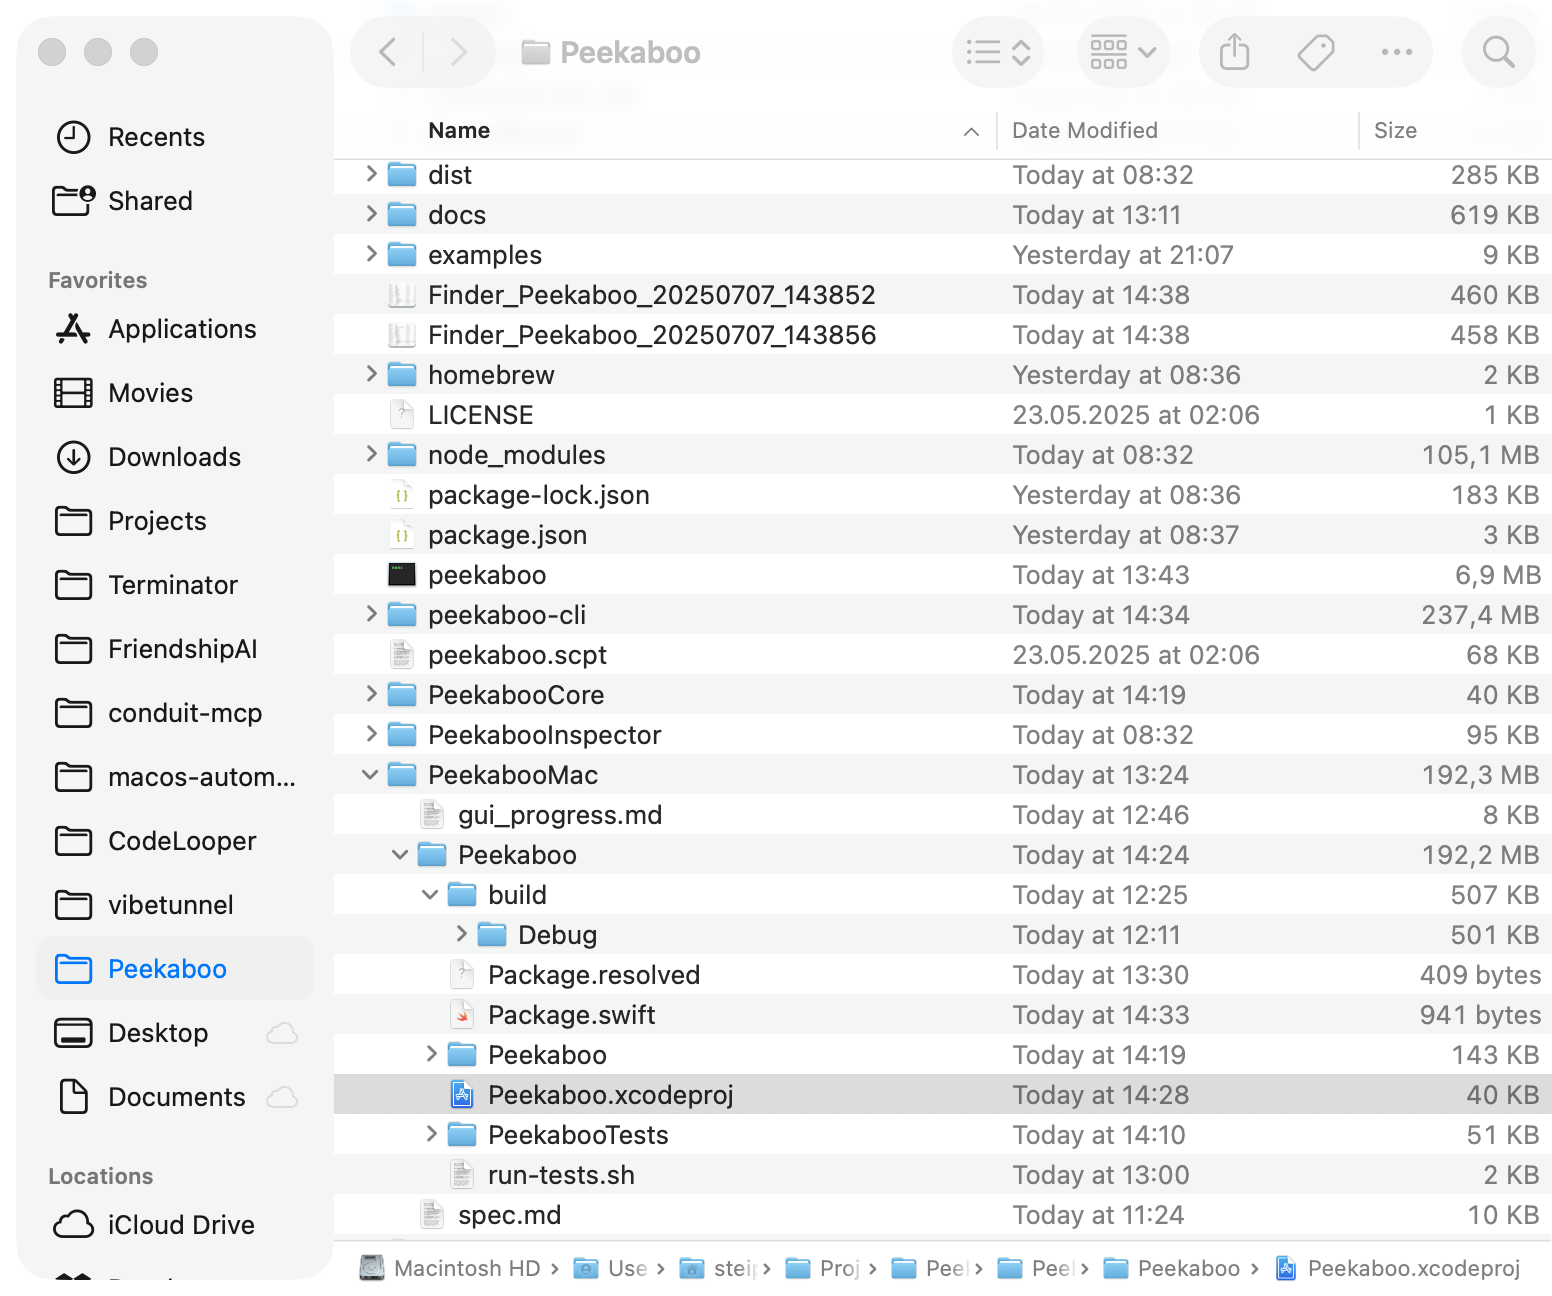 Peekaboo
Recents
Shared
Favorites
Applications
Movies
Downloads
Projects
Terminator
FriendshipAI
conduit-mcp
macos-autom...
CodeLooper
vibetunnel
Peekaboo
Desktop
Documents
Locations
iCloud Drive
Name Date Modified Size
dist Today at 08:32 285 KB
docs Today at 13:11 619 KB
examples Yesterday at 21:07 9 KB
Finder_Peekaboo_20250707_143852 Today at 14:38 460 KB
Finder_Peekaboo_20250707_143856 Today at 14:38 458 KB
homebrew Yesterday at 08:36 2 KB
LICENSE 23.05.2025 at 02:06 1 KB
node_modules Today at 08:32 105,1 MB
package-lock.json Yesterday at 08:36 183 KB
package.json Yesterday at 08:37 3 KB
peekaboo Today at 13:43 6,9 MB
peekaboo-cli Today at 14:34 237,4 MB
peekaboo.scpt 23.05.2025 at 02:06 68 KB
PeekabooCore Today at 14:19 40 KB
PeekabooInspector Today at 08:32 95 KB
PeekabooMac Today at 13:24 192,3 MB
gui_progress.md Today at 12:46 8 KB
Peekaboo Today at 14:24 192,2 MB
build Today at 12:25 507 KB
Debug Today at 12:11 501 KB
Package.resolved Today at 13:30 409 bytes
Package.swift Today at 14:33 941 bytes
Peekaboo Today at 14:19 143 KB
Peekaboo.xcodeproj Today at 14:28 40 KB
PeekabooTests Today at 14:10 51 KB
run-tests.sh Today at 13:00 2 KB
spec.md Today at 11:24 10 KB
Macintosh HD › Use › steip › Proj › Peel › Peel › Peekaboo › Peekaboo.xcodeproj